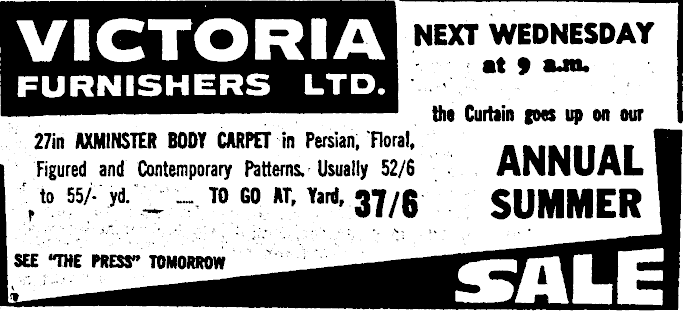 VICTORIA
FURNISHERS LTD.
NEXT WEDNESDAY
at 9 a.m.
the Curtain goes up on our
ANNUAL
SUMMER
SALE
27in AXMINSTER BODY CARPET in Persian, Floral,
Figured and Contemporary Patterns. Usually 52/6
to 55/- yd. TO GO AT, Yard, 37/6
SEE "THE PRESS" TOMORROW